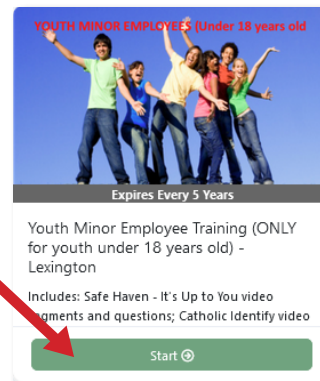 YOUTH MINOR EMPLOYEES (Under 18 years old
Expires Every 5 Years
Youth Minor Employee Training (ONLY
for youth under 18 years old) -
Lexington
Includes: Safe Haven - It's Up to You video
segments and questions; Catholic Identify video
Start